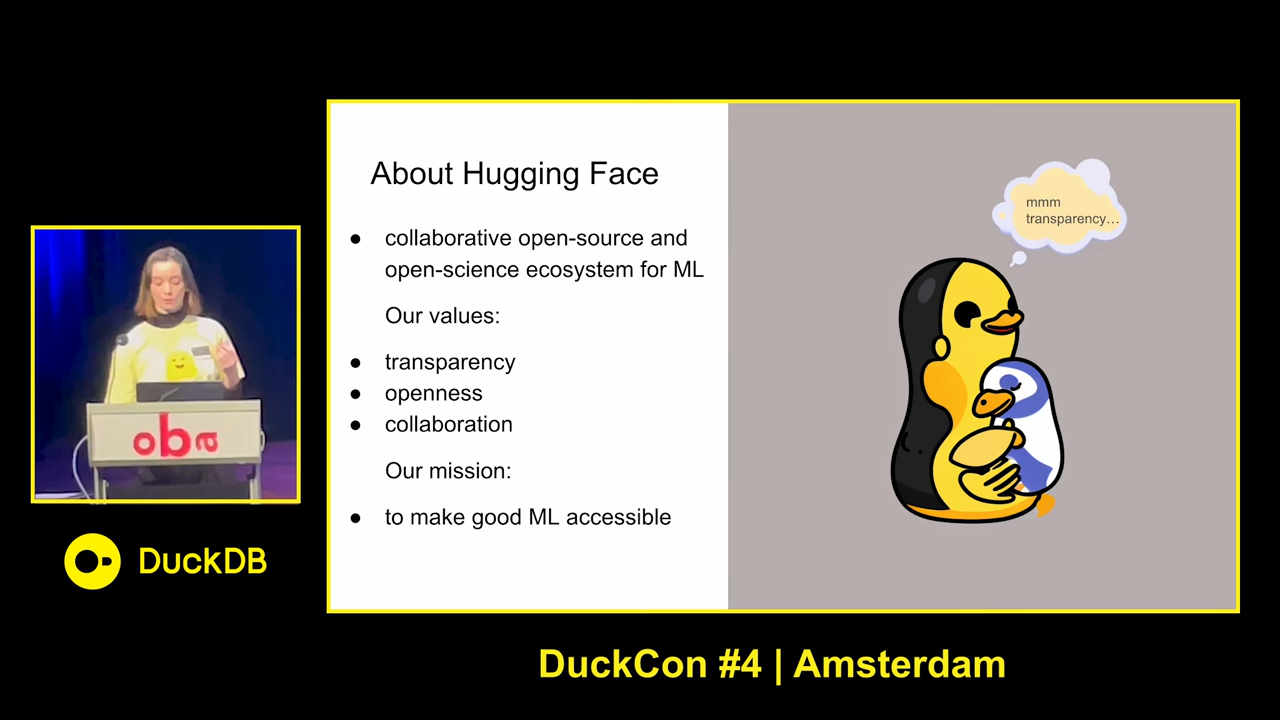 About Hugging Face
● collaborative open-source and
open-science ecosystem for ML
Our values:
● transparency
● openness
● collaboration
Our mission:
● to make good ML accessible
mmm
transparency…
oba
DuckDB
DuckCon #4 | Amsterdam